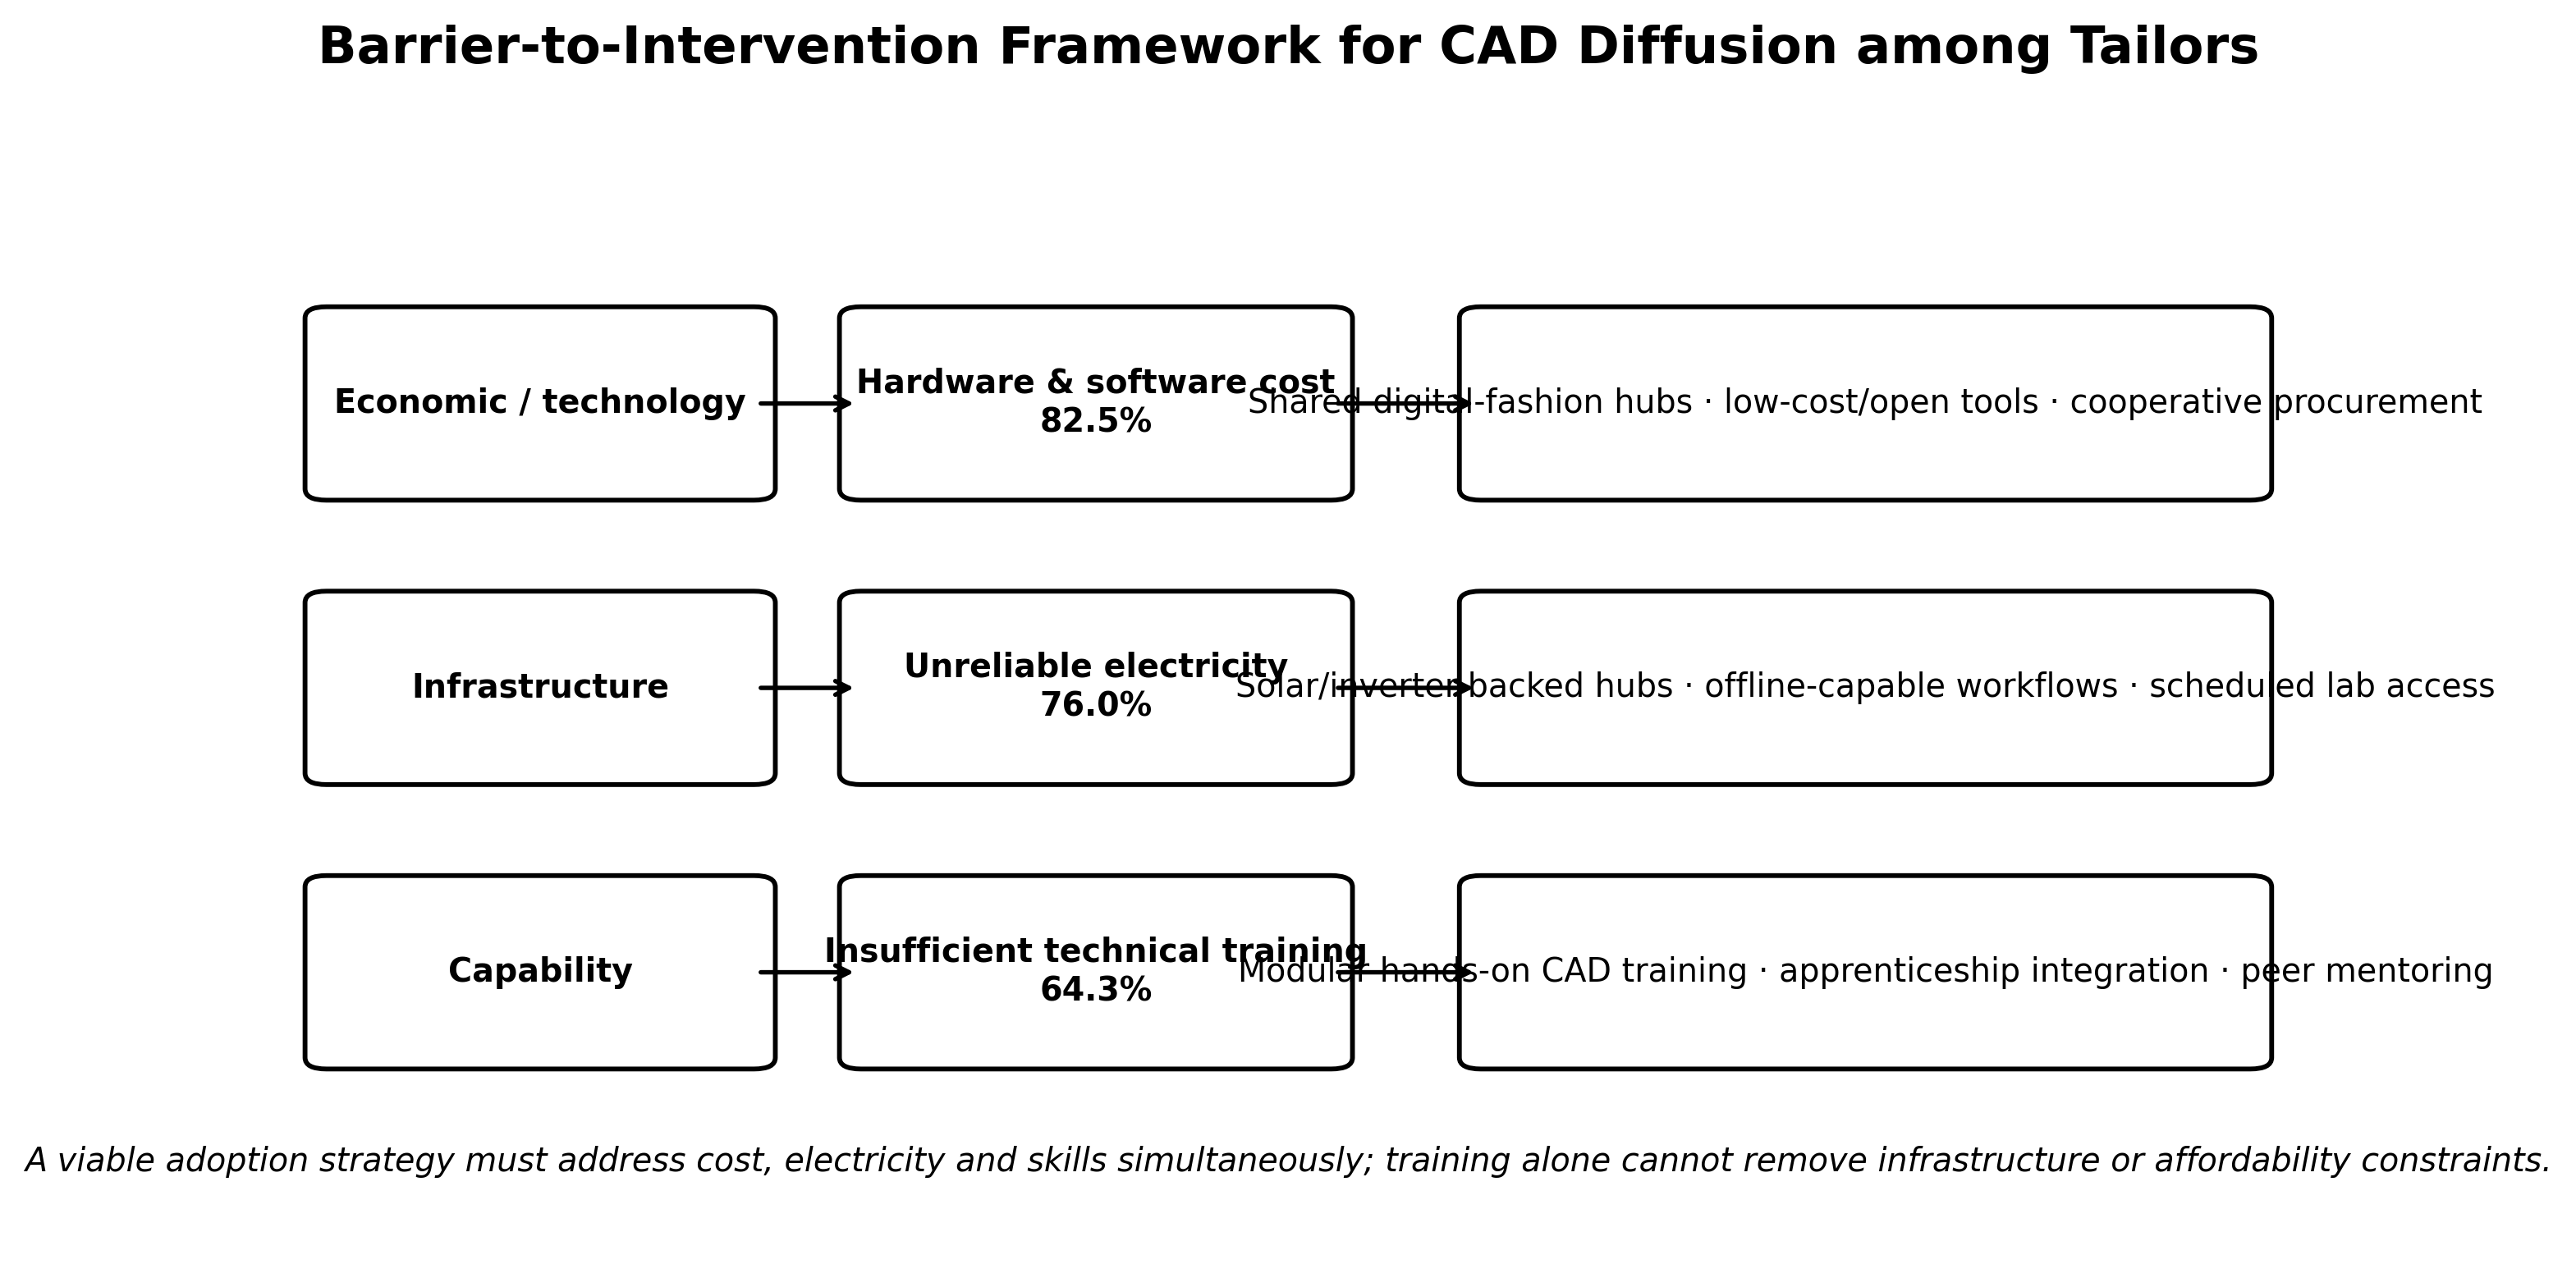 Barrier-to-Intervention Framework for CAD Diffusion among Tailors
Economic / technology
Hardware & software cost
82.5%
Shared digital-fashion hubs · low-cost/open tools · cooperative procurement
Infrastructure
Unreliable electricity
76.0%
Solar/inverter-backed hubs · offline-capable workflows · scheduled lab access
Capability
Insufficient technical training
64.3%
Modular hands-on CAD training · apprenticeship integration · peer mentoring
A viable adoption strategy must address cost, electricity and skills simultaneously; training alone cannot remove infrastructure or affordability constraints.